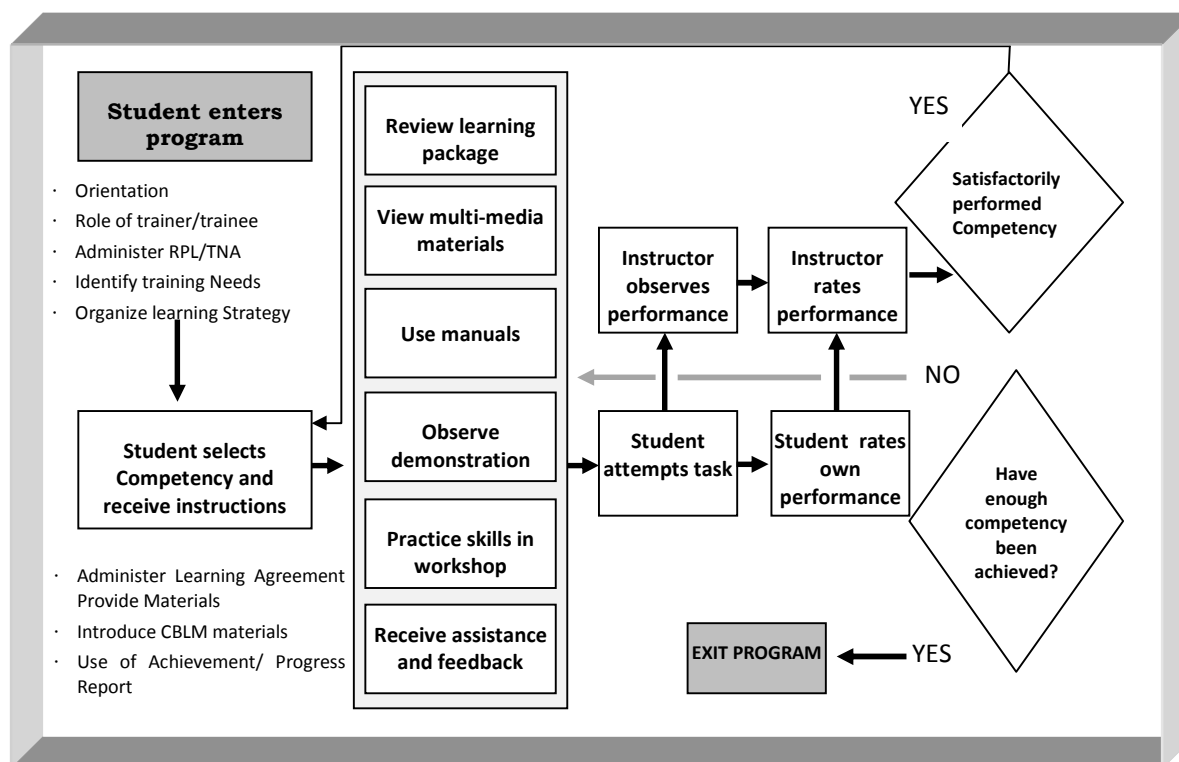 Student enters
program
· Orientation
· Role of trainer/trainee
· Administer RPL/TNA
· Identify training Needs
· Organize learning Strategy
Student selects
Competency and
receive instructions
· Administer Learning Agreement
Provide Materials
· Introduce CBLM materials
· Use of Achievement/ Progress
Report
Review learning
package
View multi-media
materials
Use manuals
Observe
demonstration
Practice skills in
workshop
Receive assistance
and feedback
Instructor
observes
performance
Instructor
rates
performance
Student
attempts task
Student rates
own
performance
YES
Satisfactorily
performed
Competency
NO
Have
enough
competency
been
achieved?
YES
EXIT PROGRAM